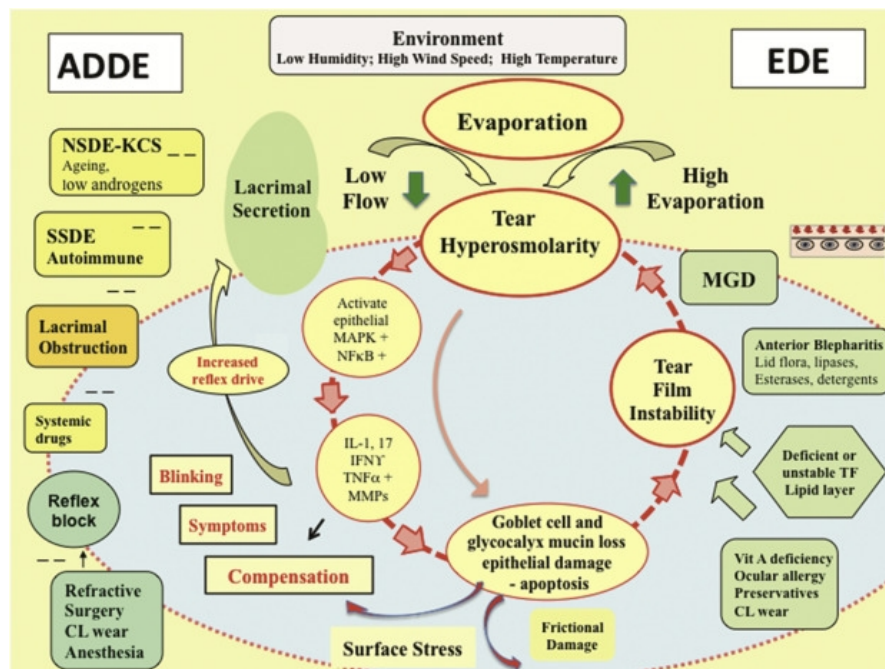 ADDE
Environment
Low Humidity; High Wind Speed; High Temperature
EDE
Evaporation
NSDE-KCS
Ageing,
low androgens
_ _
Lacrimal
Secretion
Low
Flow
High
Evaporation
Tear
Hyperosmolarity
SSDE
Autoimmune
_ _
MGD
_ _
Lacrimal
Obstruction
Activate
epithelial
MAPK +
NFκB +
Increased
reflex drive
Tear
Film
Instability
Anterior Blepharitis
Lid flora, lipases,
Esterases, detergents
_ _
Systemic
drugs
IL-1, 17
IFNϒ
TNFα +
MMPs
Blinking
Symptoms
Compensation
Deficient or
unstable TF
Lipid layer
Reflex
block
_ _
Goblet cell and
glycocalyx mucin loss
epithelial damage
- apoptosis
Vit A deficiency
Ocular allergy
Preservatives
CL wear
Refractive
Surgery
CL wear
Anesthesia
Surface Stress
Frictional
Damage